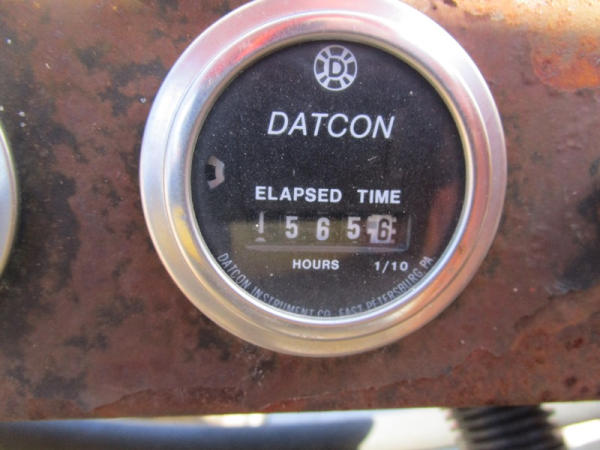 D
DATCON
ELAPSED TIME
1 5 6 5 6
HOURS 1/10
DATCON INSTRUMENT CO. EAST PETERSBURG PA